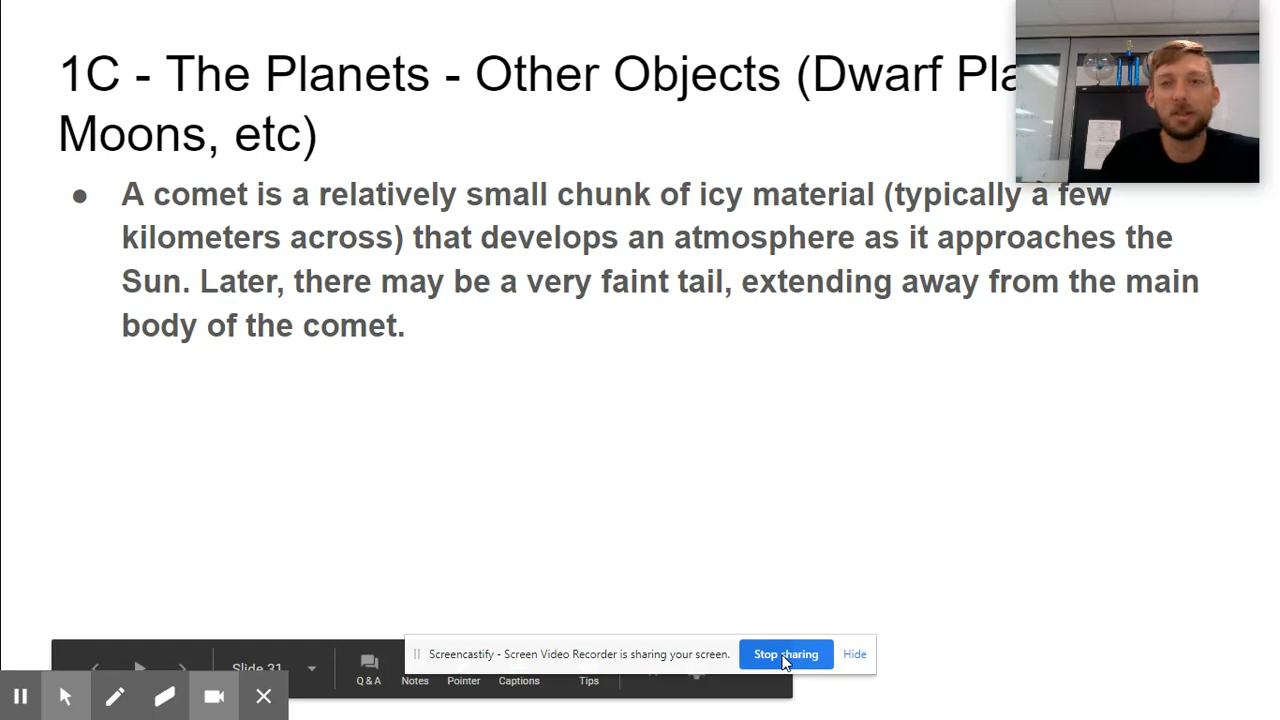 1C - The Planets - Other Objects (Dwarf
Moons, etc)
● A comet is a relatively small chunk of icy material (typically a few
kilometers across) that develops an atmosphere as it approaches the
Sun. Later, there may be a very faint tail, extending away from the main
body of the comet.
Screencastify - Screen Video Recorder is sharing your screen. Stop sharing Hide
Slide 31
Q & A Notes Pointer Captions Tips